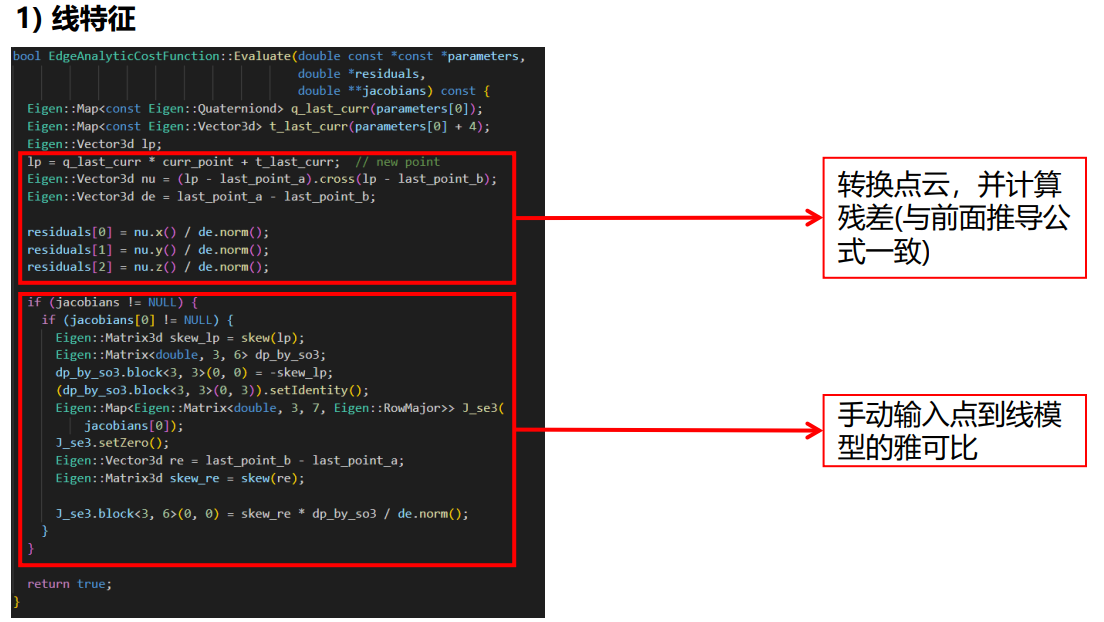 1) 线特征
bool EdgeAnalyticCostFunction::Evaluate(double const *const *parameters,
double *residuals,
double **jacobians) const {
Eigen::Map<const Eigen::Quaterniond> q_last_curr(parameters[0]);
Eigen::Map<const Eigen::Vector3d> t_last_curr(parameters[0] + 4);
Eigen::Vector3d lp;
lp = q_last_curr * curr_point + t_last_curr;  // new point
Eigen::Vector3d nu = (lp - last_point_a).cross(lp - last_point_b);
Eigen::Vector3d de = last_point_a - last_point_b;
residuals[0] = nu.x() / de.norm();
residuals[1] = nu.y() / de.norm();
residuals[2] = nu.z() / de.norm();
if (jacobians != NULL) {
if (jacobians[0] != NULL) {
Eigen::Matrix3d skew_lp = skew(lp);
Eigen::Matrix<double, 3, 6> dp_by_so3;
dp_by_so3.block<3, 3>(0, 0) = -skew_lp;
(dp_by_so3.block<3, 3>(0, 3)).setIdentity();
Eigen::Map<Eigen::Matrix<double, 3, 7, Eigen::RowMajor>> J_se3(
jacobians[0]);
J_se3.setZero();
Eigen::Vector3d re = last_point_b - last_point_a;
Eigen::Matrix3d skew_re = skew(re);
J_se3.block<3, 6>(0, 0) = skew_re * dp_by_so3 / de.norm();
}
}
return true;
}
转换点云，并计算
残差(与前面推导公
式一致)
手动输入点到线模
型的雅可比